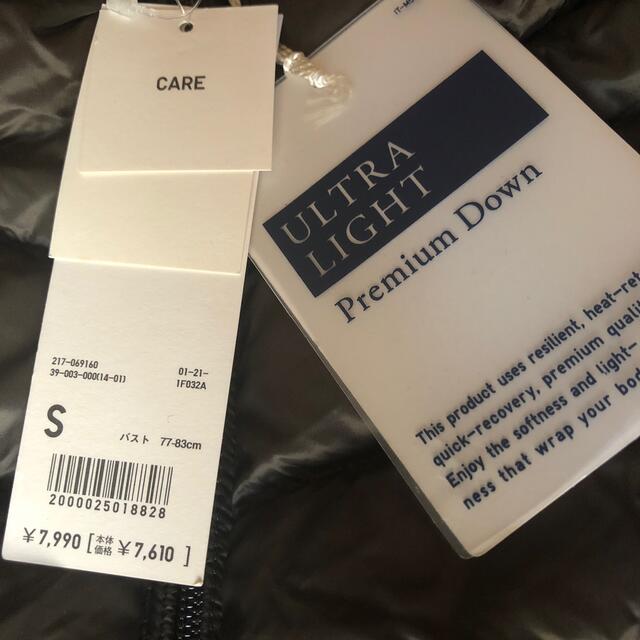 CARE
217-069160
39-003-000(14-01)
01-21-
1F032A
S
バスト 77-83cm
2000025018828
¥7,990 [本体価格 ¥7,610 ]
ULTRA
LIGHT
Premium Down
This product uses resilient, heat-ret
quick-recovery, premium quali
Enjoy the softness and light-
ness that wrap your bod